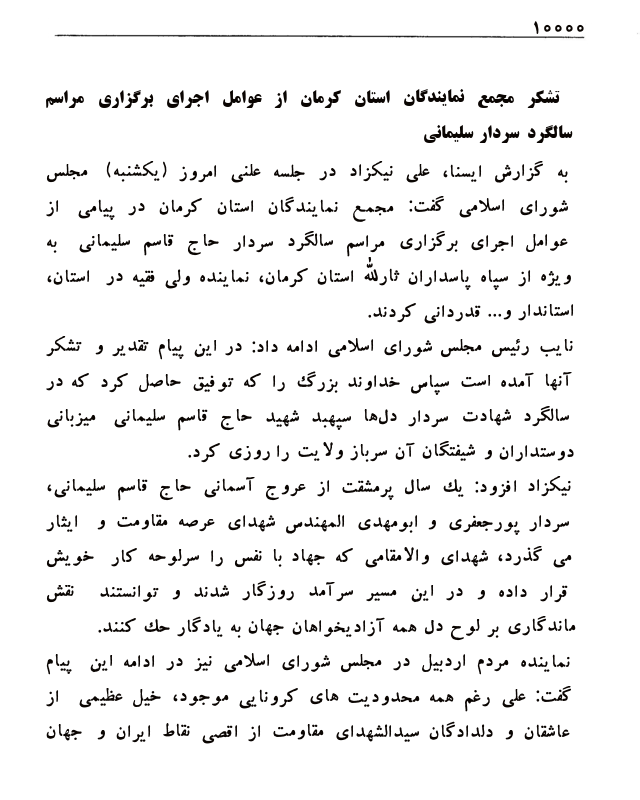 ۱۰۰۰۰
تشکر مجمع نمایندگان استان کرمان از عوامل اجرای برگزاری مراسم
سالگرد سردار سلیمانی
به گزارش ایسنا، علی نیکزاد در جلسه علنی امروز (یکشنبه) مجلس
شورای اسلامی گفت: مجمع نمایندگان استان کرمان در پیامی از
عوامل اجرای برگزاری مراسم سالگرد سردار حاج قاسم سلیمانی به
ویژه از سپاه پاسداران ثارلله استان کرمان، نماینده ولی فقیه در استان،
استاندار و... قدردانی کردند.
نایب رئیس مجلس شورای اسلامی ادامه داد: در این پیام تقدیر و تشکر
آنها آمده است سپاس خداوند بزرگ را که توفیق حاصل کرد که در
سالگرد شهادت سردار دل‌ها سپهبد شهید حاج قاسم سلیمانی میزبانی
دوستداران و شیفتگان آن سرباز ولایت را روزی کرد.
نیکزاد افزود: یك سال پرمشقت از عروج آسمانی حاج قاسم سلیمانی،
سردار پورجعفری و ابومهدی المهندس شهدای عرصه مقاومت و ایثار
می گذرد، شهدای والامقامی که جهاد با نفس را سرلوحه کار خویش
قرار داده و در این مسیر سرآمد روزگار شدند و توانستند نقش
ماندگاری بر لوح دل همه آزادیخواهان جهان به یادگار حك کنند.
نماینده مردم اردبیل در مجلس شورای اسلامی نیز در ادامه این پیام
گفت: علی رغم همه محدودیت های کرونایی موجود، خیل عظیمی از
عاشقان و دلدادگان سیدالشهدای مقاومت از اقصی نقاط ایران و جهان